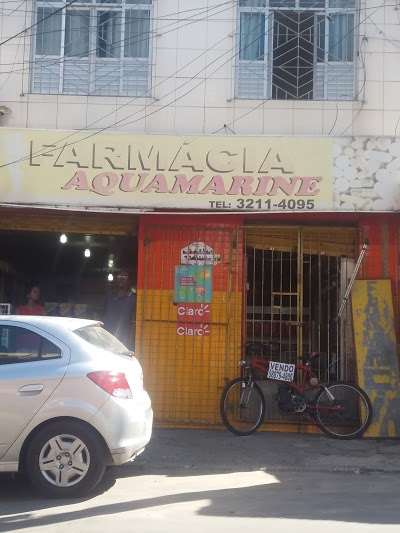 FARMÁCIA
AQUAMARINE
TEL: 3211-4095
Claro
Claro
VENDO